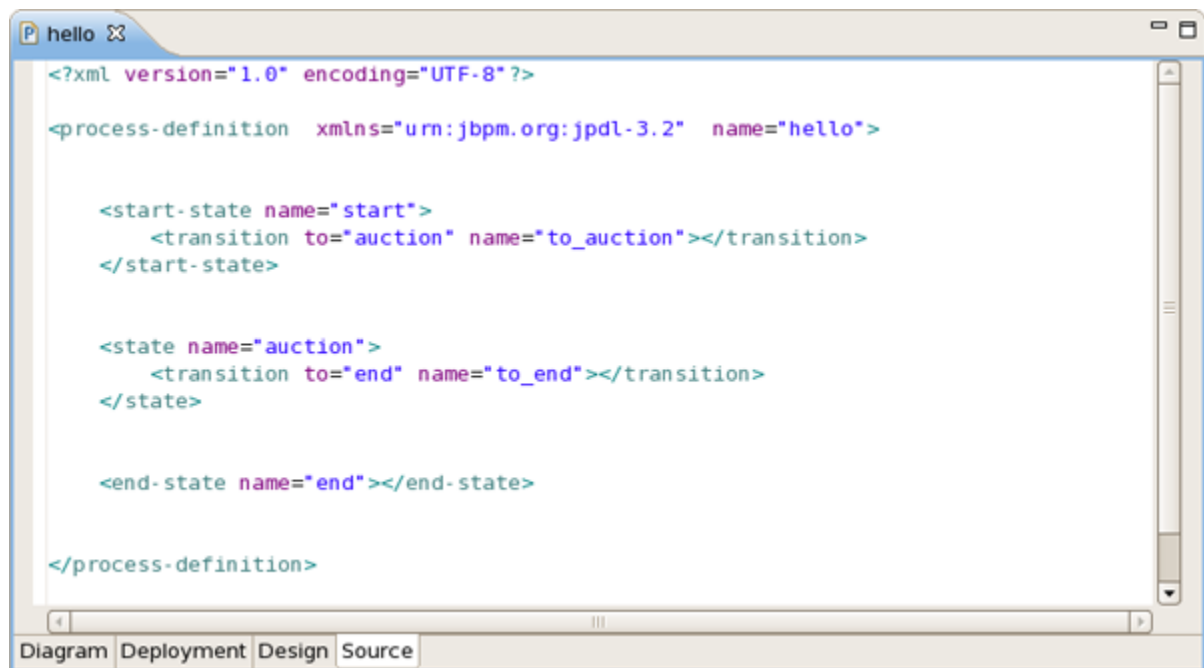 hello
<?xml version="1.0" encoding="UTF-8"?>
<process-definition  xmlns="urn:jbpm.org:jpdl-3.2"  name="hello">
<start-state name="start">
<transition to="auction" name="to_auction"></transition>
</start-state>
<state name="auction">
<transition to="end" name="to_end"></transition>
</state>
<end-state name="end"></end-state>
</process-definition>
Diagram Deployment Design Source